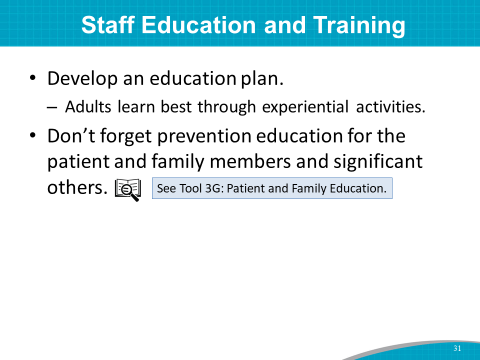 Staff Education and Training
• Develop an education plan.
– Adults learn best through experiential activities.
• Don’t forget prevention education for the
patient and family members and significant
others.
See Tool 3G: Patient and Family Education.
31